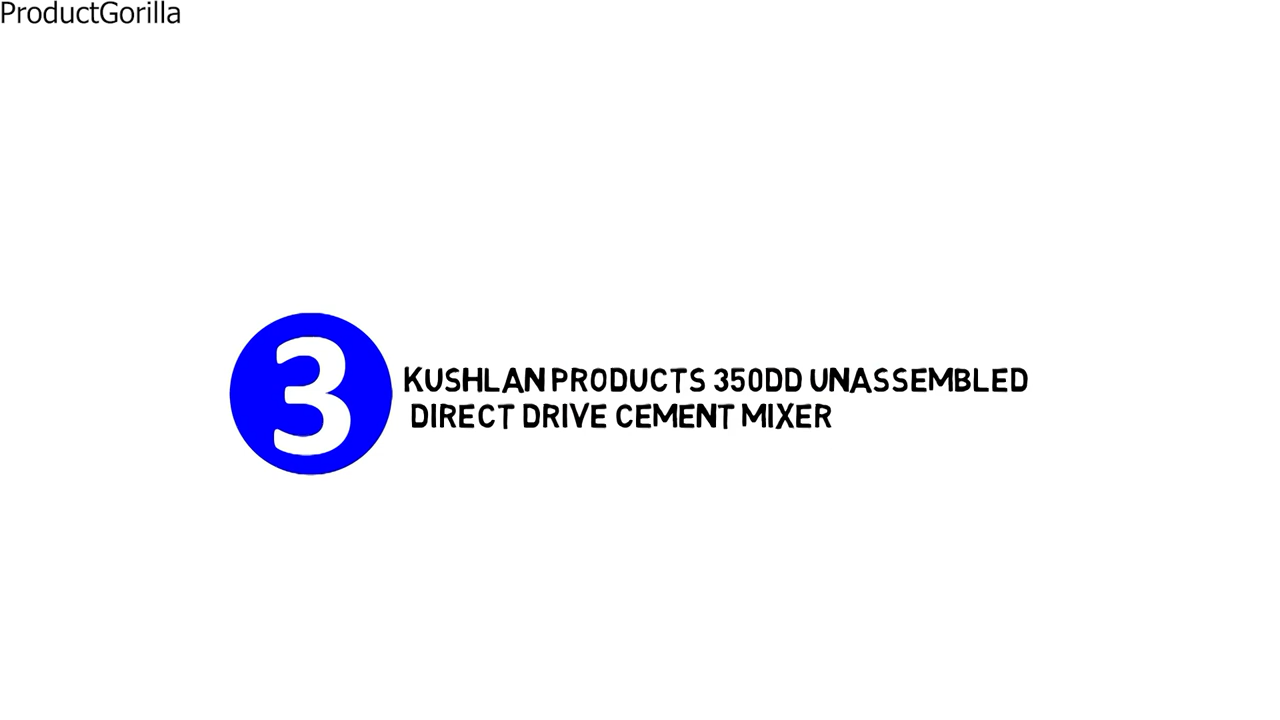 ProductGorilla
3
KUSHLAN PRODUCTS 350DD UNASSEMBLED
DIRECT DRIVE CEMENT MIXER